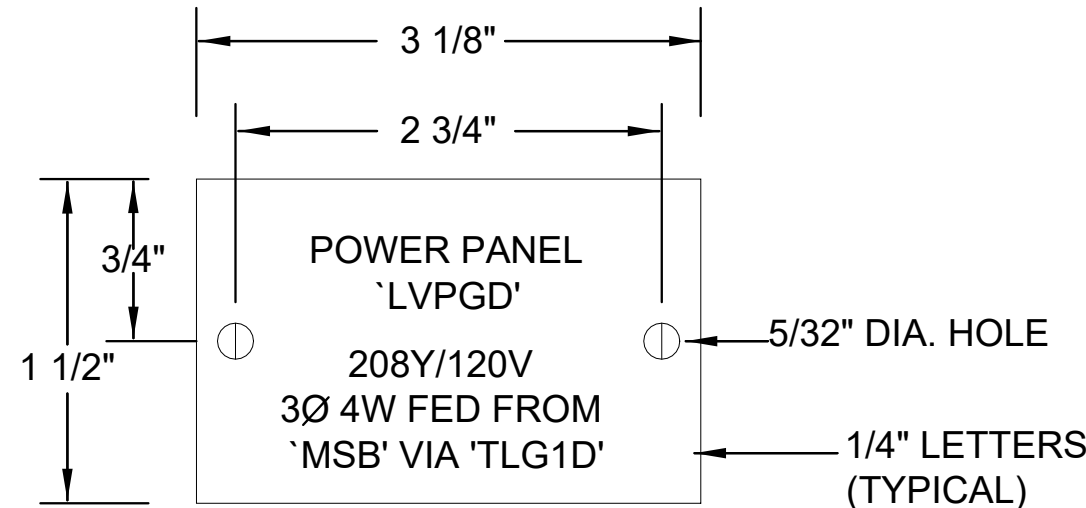 3 1/8"
2 3/4"
3/4"
1 1/2"
POWER PANEL
`LVPGD'
208Y/120V
3Ø 4W FED FROM
`MSB' VIA 'TLG1D'
5/32" DIA. HOLE
1/4" LETTERS
(TYPICAL)